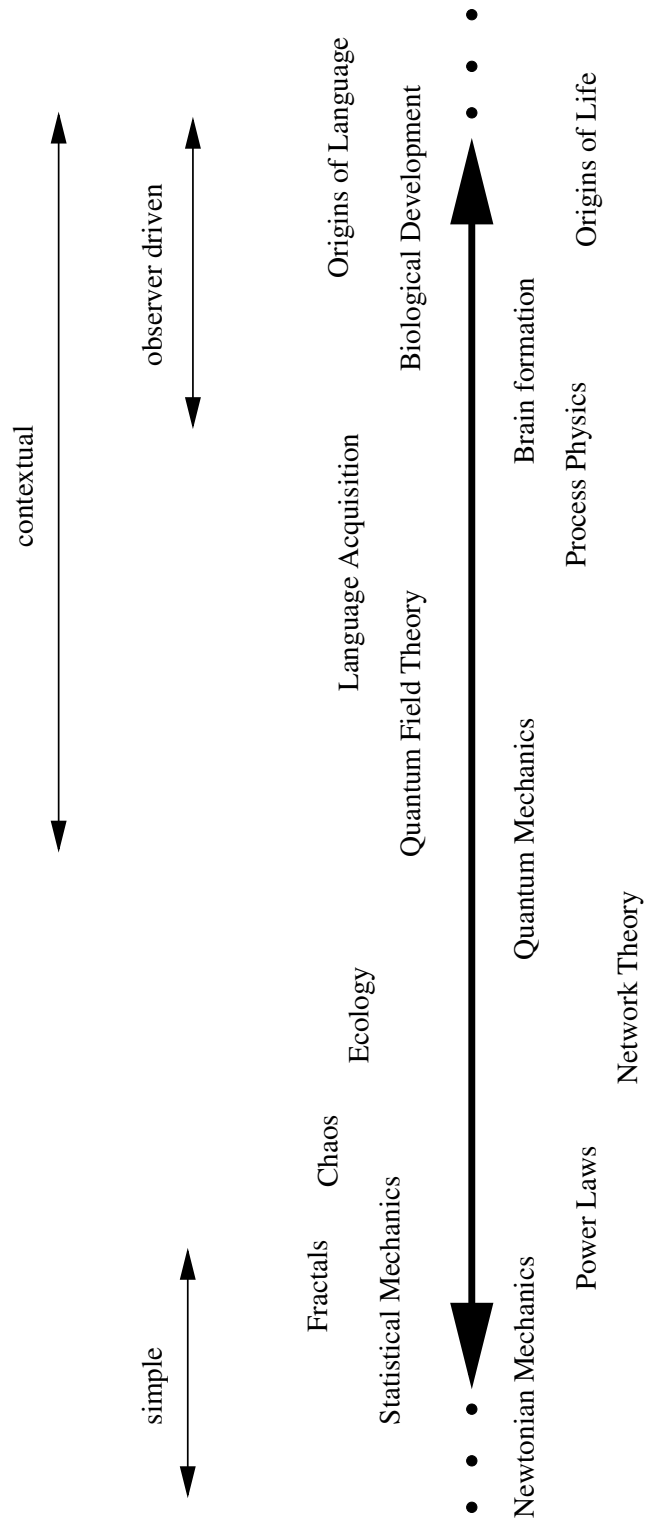 contextual
simple
observer driven
Fractals
Chaos
Origins of Language
Ecology
Language Acquisition
Statistical Mechanics
Quantum Field Theory
Biological Development
Newtonian Mechanics
Quantum Mechanics
Brain formation
Power Laws
Process Physics
Origins of Life
Network Theory